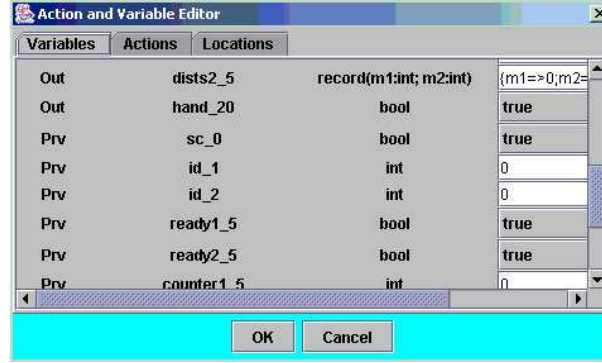 Action and Variable Editor
Variables Actions Locations
Out dists2_5 record(m1:int; m2:int) {m1=>0;m2=
Out hand_20 bool true
Prv sc_0 bool true
Prv id_1 int 0
Prv id_2 int 0
Prv ready1_5 bool true
Prv ready2_5 bool true
Prv counter1_5 int 0
OK Cancel